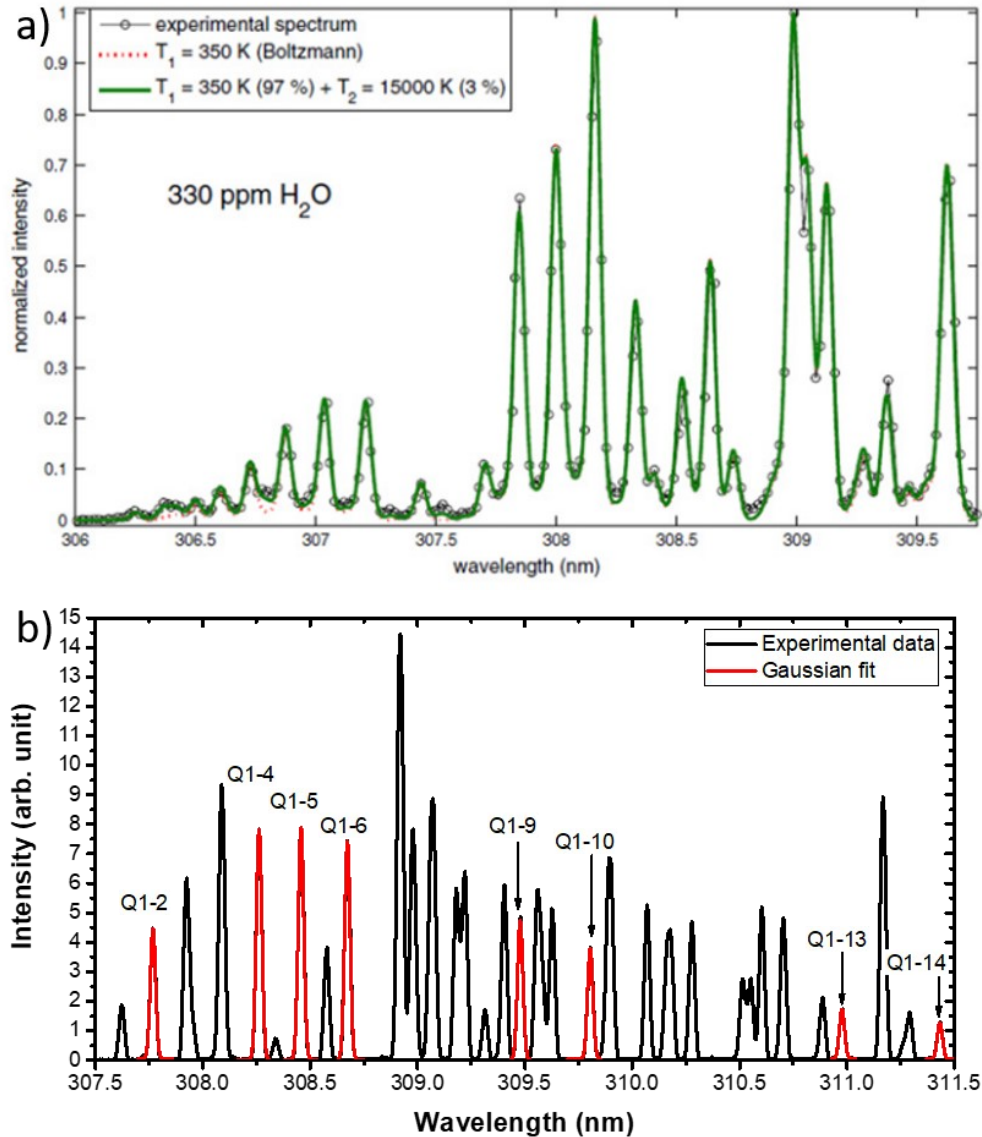 a)
experimental spectrum
T1 = 350 K (Boltzmann)
T1 = 350 K (97 %) + T2 = 15000 K (3 %)
330 ppm H2O
normalized intensity
1
0.9
0.8
0.7
0.6
0.5
0.4
0.3
0.2
0.1
0
306 306.5 307 307.5 308 308.5 309 309.5
wavelength (nm)
b)
Experimental data
Gaussian fit
Q1-2
Q1-4
Q1-5
Q1-6
Q1-9
Q1-10
Q1-13
Q1-14
Intensity (arb. unit)
15
14
13
12
11
10
9
8
7
6
5
4
3
2
1
0
307.5 308.0 308.5 309.0 309.5 310.0 310.5 311.0 311.5
Wavelength (nm)